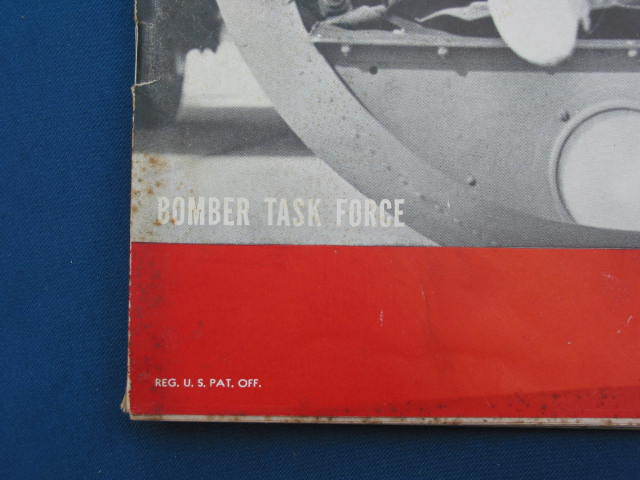 BOMBER TASK FORCE
REG. U. S. PAT. OFF.